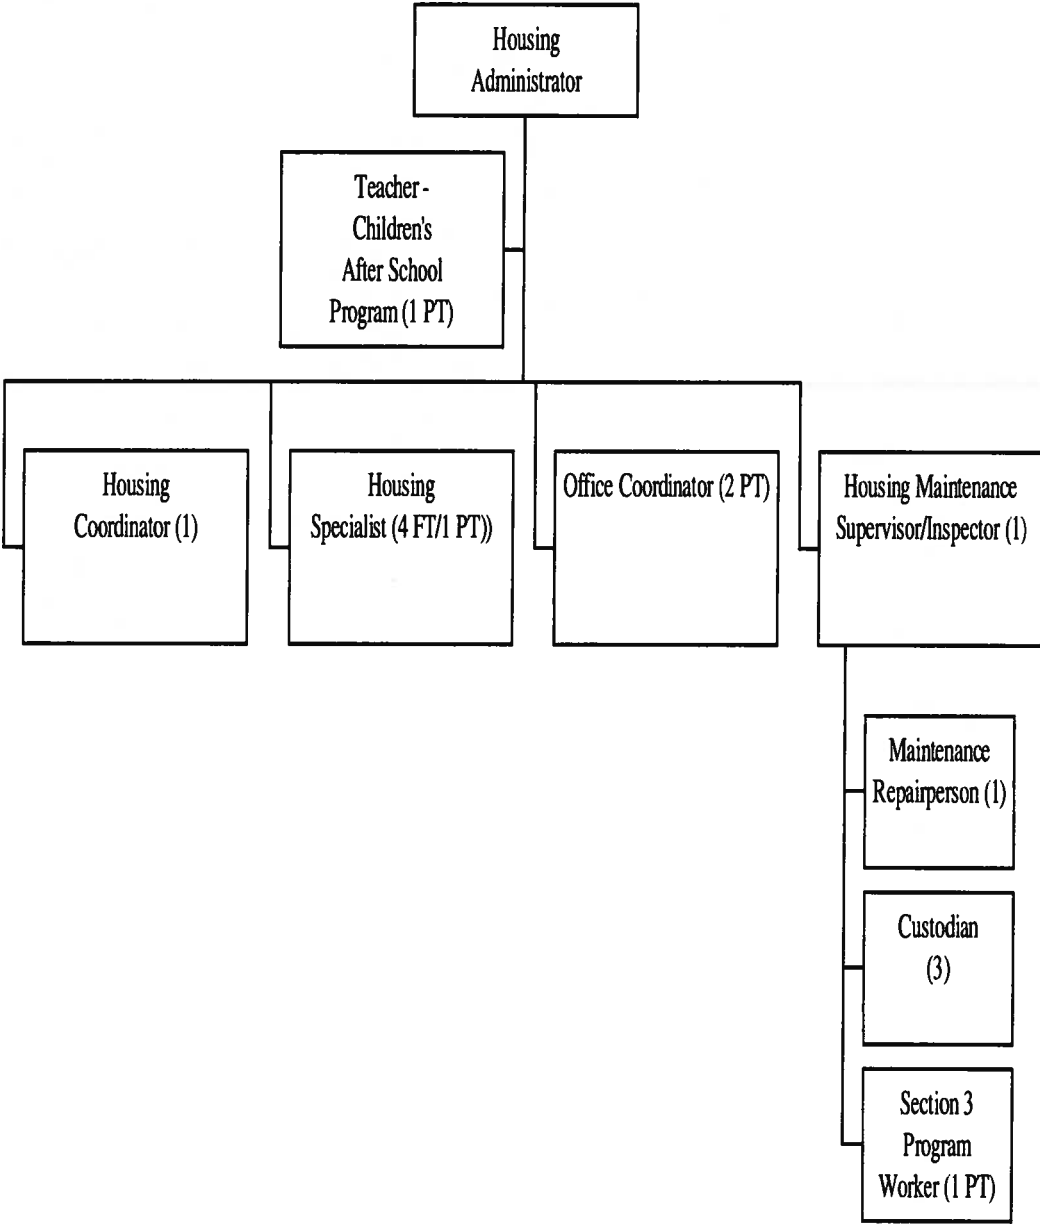 Housing
Administrator
Teacher -
Children's
After School
Program (1 PT)
Housing
Coordinator (1)
Housing
Specialist (4 FT/1 PT))
Office Coordinator (2 PT)
Housing Maintenance
Supervisor/Inspector (1)
Maintenance
Repairperson (1)
Custodian
(3)
Section 3
Program
Worker (1 PT)